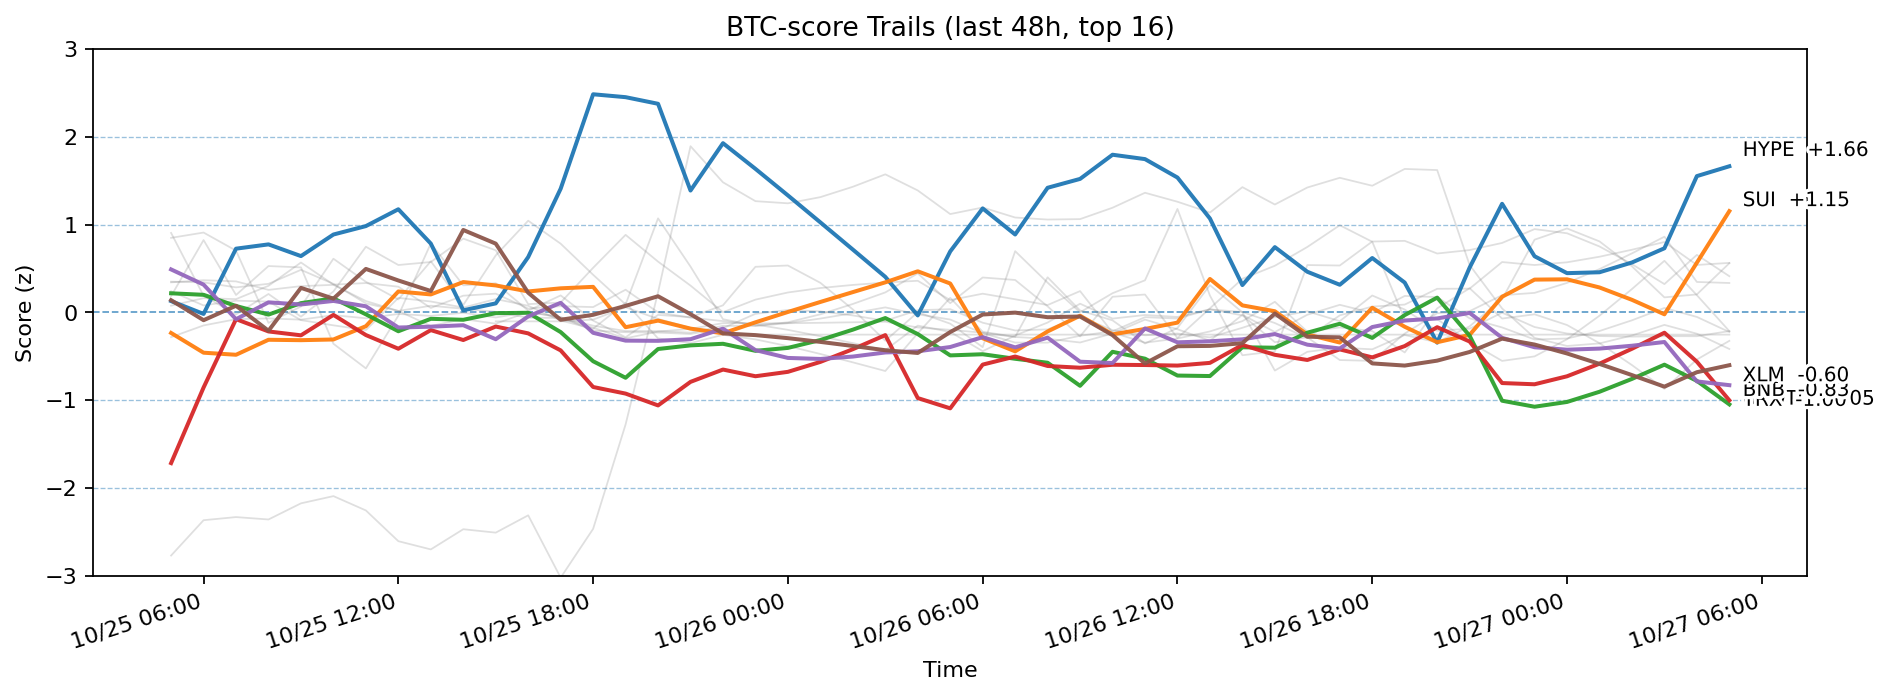 BTC-score Trails (last 48h, top 16)
Score (z)
3
2
1
0
−1
−2
−3
HYPE +1.66
SUI +1.15
XLM -0.60
BNB -0.83
10/25 06:00
10/25 12:00
10/25 18:00
10/26 00:00
10/26 06:00
10/26 12:00
10/26 18:00
10/27 00:00
10/27 06:00
Time